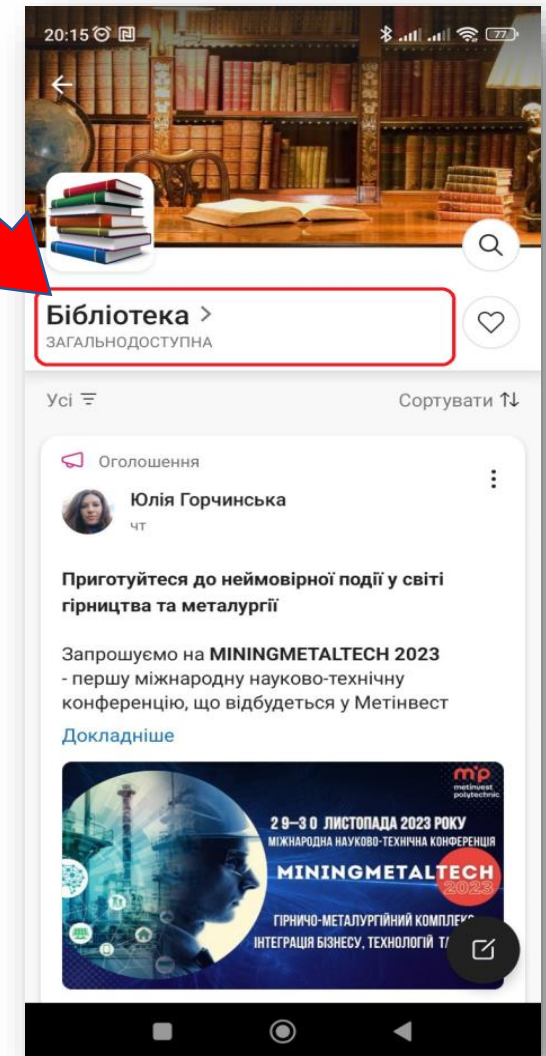 20:15
77
Бібліотека >
ЗАГАЛЬНОДОСТУПНА
Усі
Сортувати
Оголошення
Юлія Горчинська
чт
Приготуйтеся до неймовірної події у світі
гірництва та металургії
Запрошуємо на MININGMETALTECH 2023
- першу міжнародну науково-технічну
конференцію, що відбудеться у Метінвест
Докладніше
mip
metinvest
polytechnic
29–30 ЛИСТОПАДА 2023 РОКУ
МІЖНАРОДНА НАУКОВО-ТЕХНІЧНА КОНФЕРЕНЦІЯ
MININGMETALTECH
2023
ГІРНИЧО-МЕТАЛУРГІЙНИЙ КОМПЛЕКС
ІНТЕГРАЦІЯ БІЗНЕСУ, ТЕХНОЛОГІЙ